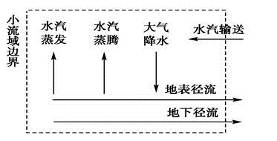 小流域边界
水汽
蒸发
水汽
蒸腾
大气
降水
水汽输送
地表径流
地下径流